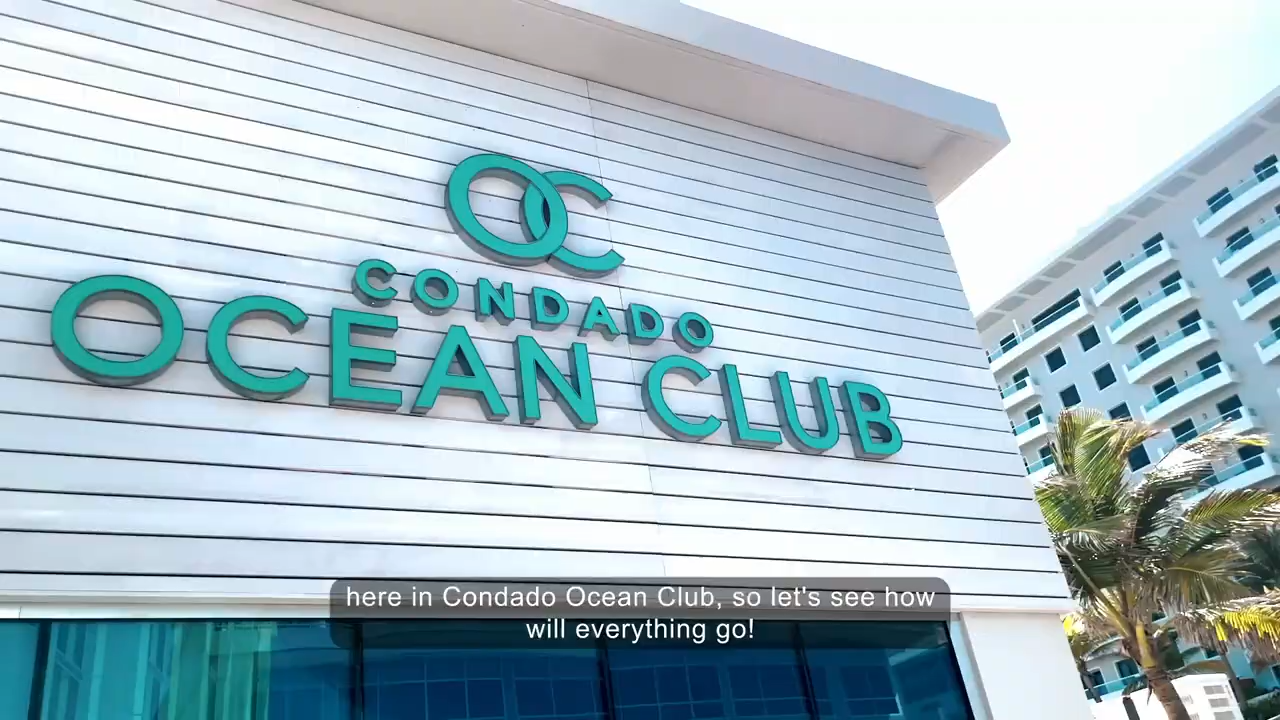 OC
CONDADO
OCEAN CLUB
here in Condado Ocean Club, so let's see how
will everything go!